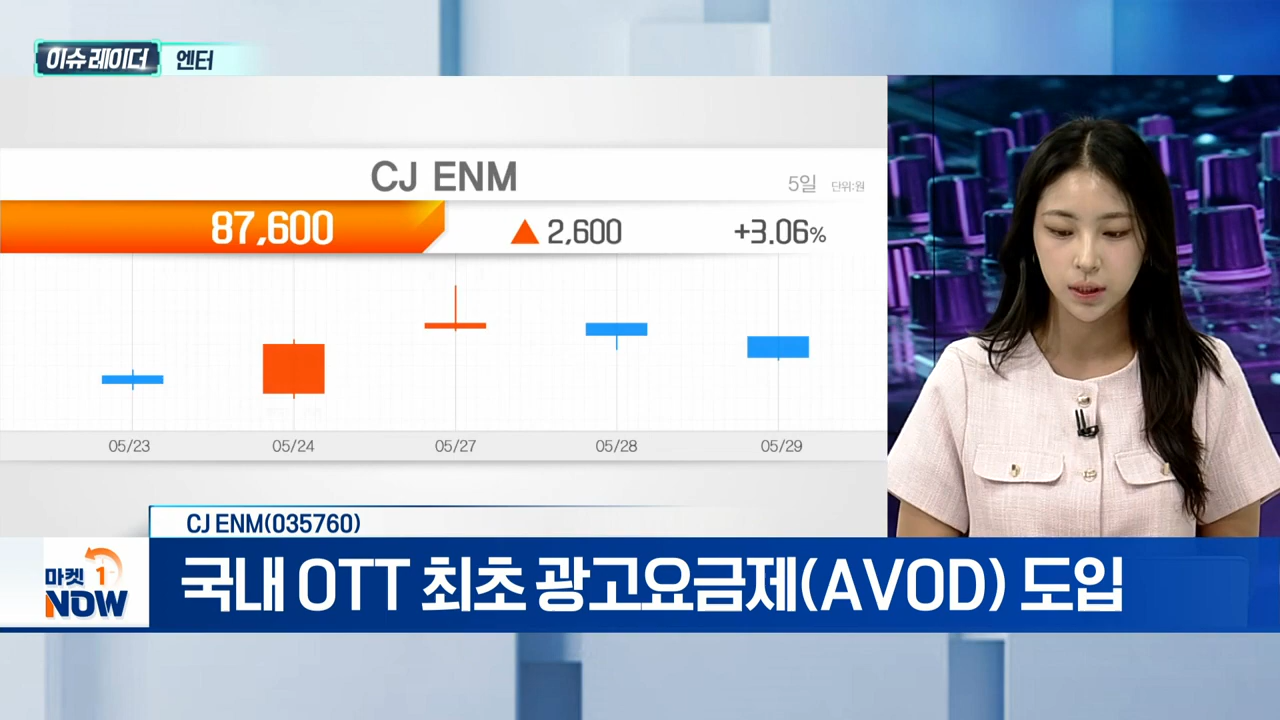 이슈레이더 엔터
CJ ENM
5일 단위:원
87,600 ▲ 2,600 +3.06%
05/23 05/24 05/27 05/28 05/29
CJ ENM(035760)
마켓 1
NOW
국내 OTT 최초 광고요금제(AVOD) 도입